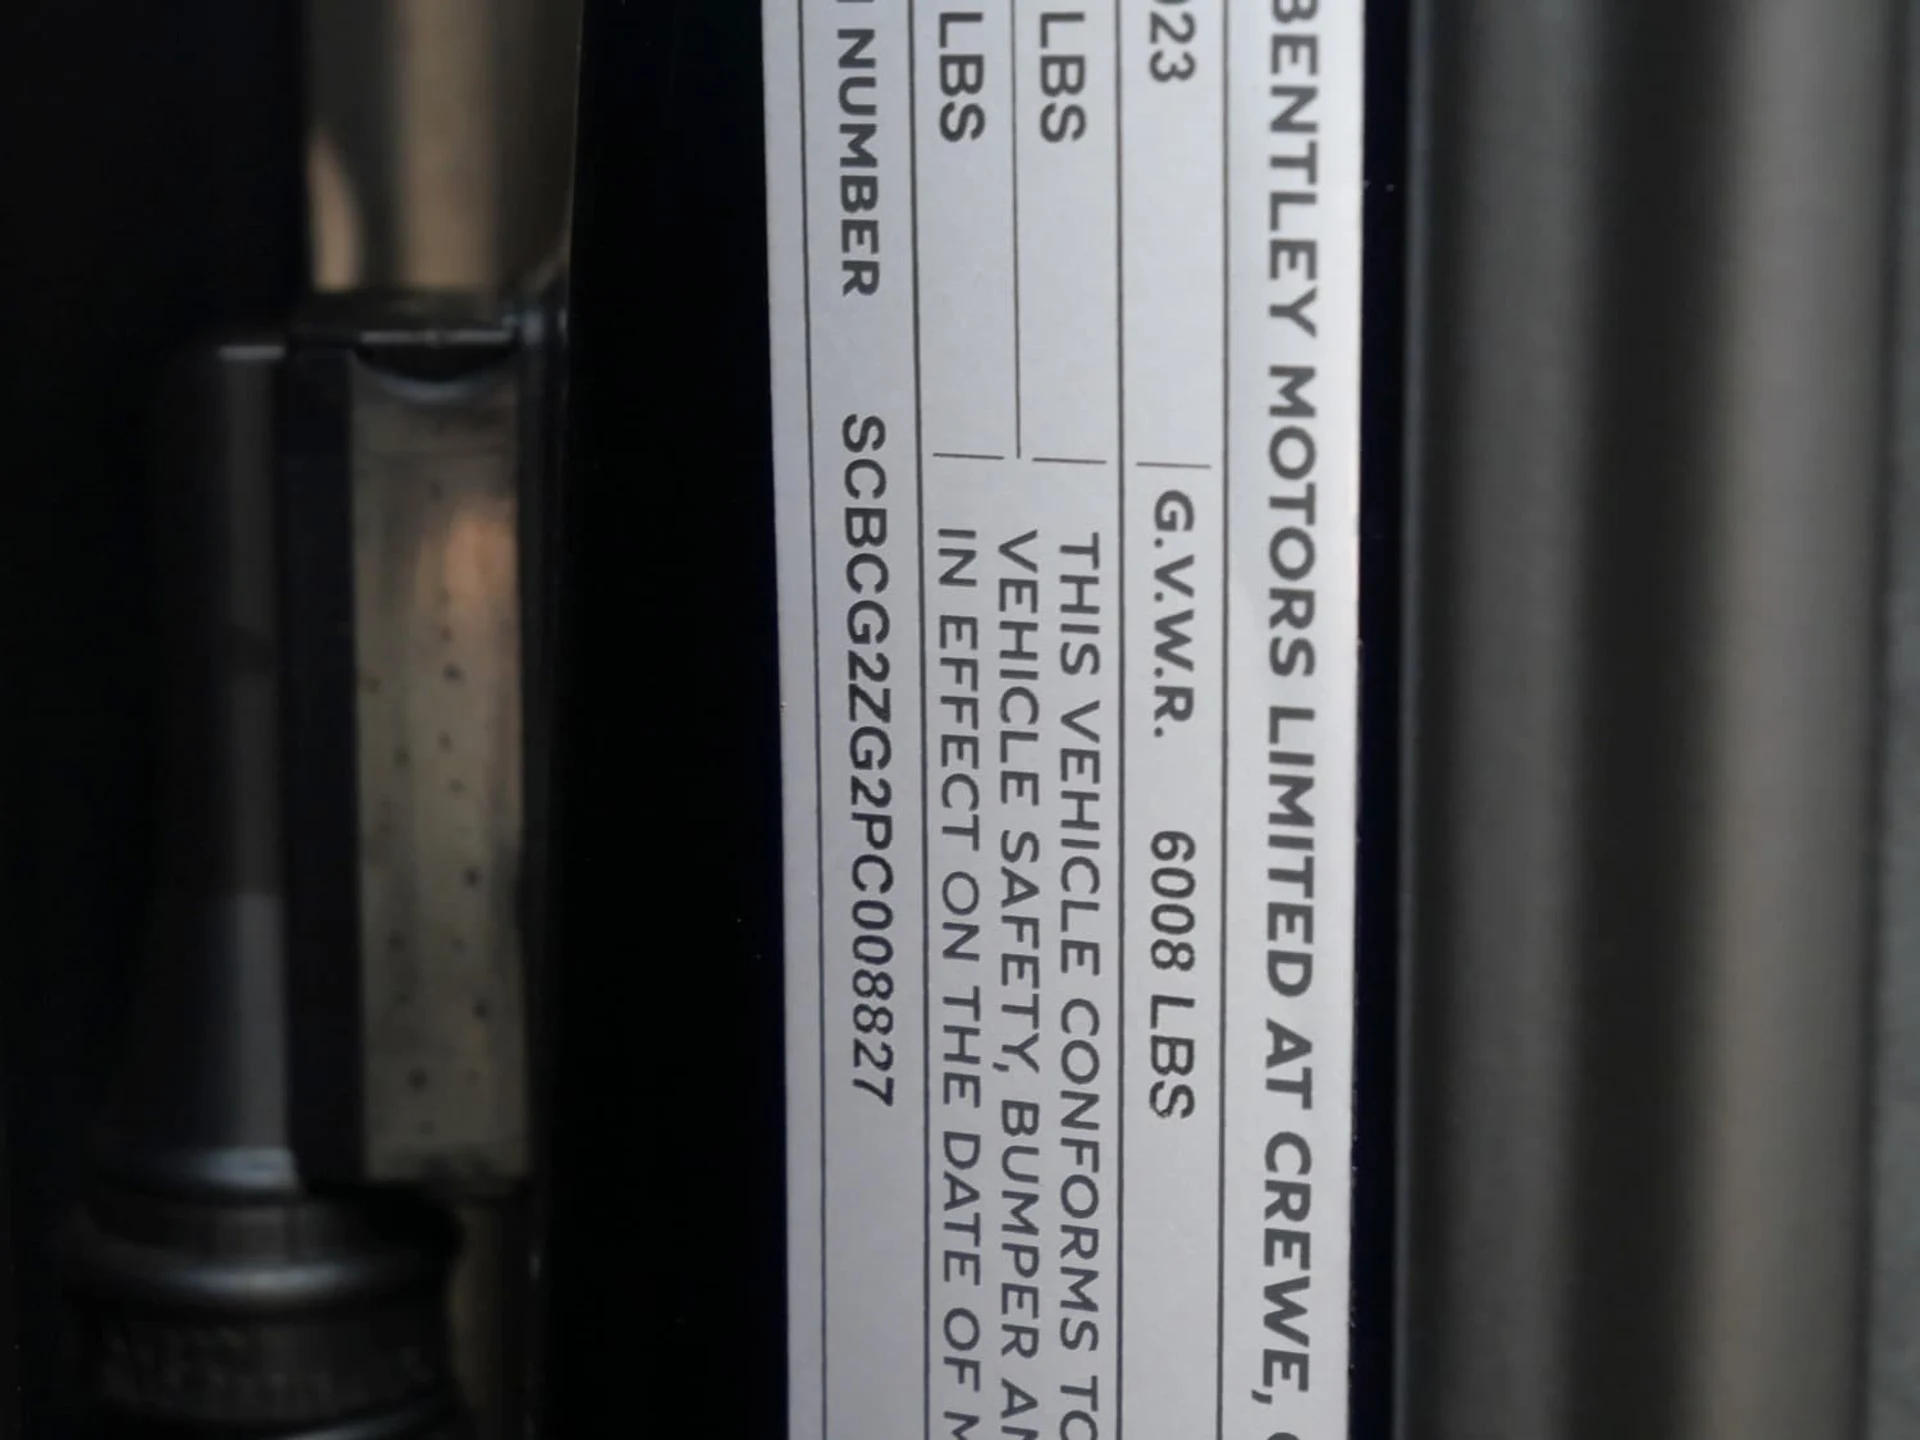 BENTLEY MOTORS LIMITED AT CREWE,
023 G.V.W.R. 6008 LBS
LBS THIS VEHICLE CONFORMS TO
VEHICLE SAFETY, BUMPER AN
LBS IN EFFECT ON THE DATE OF M
NUMBER SCBCG2ZG2PC008827